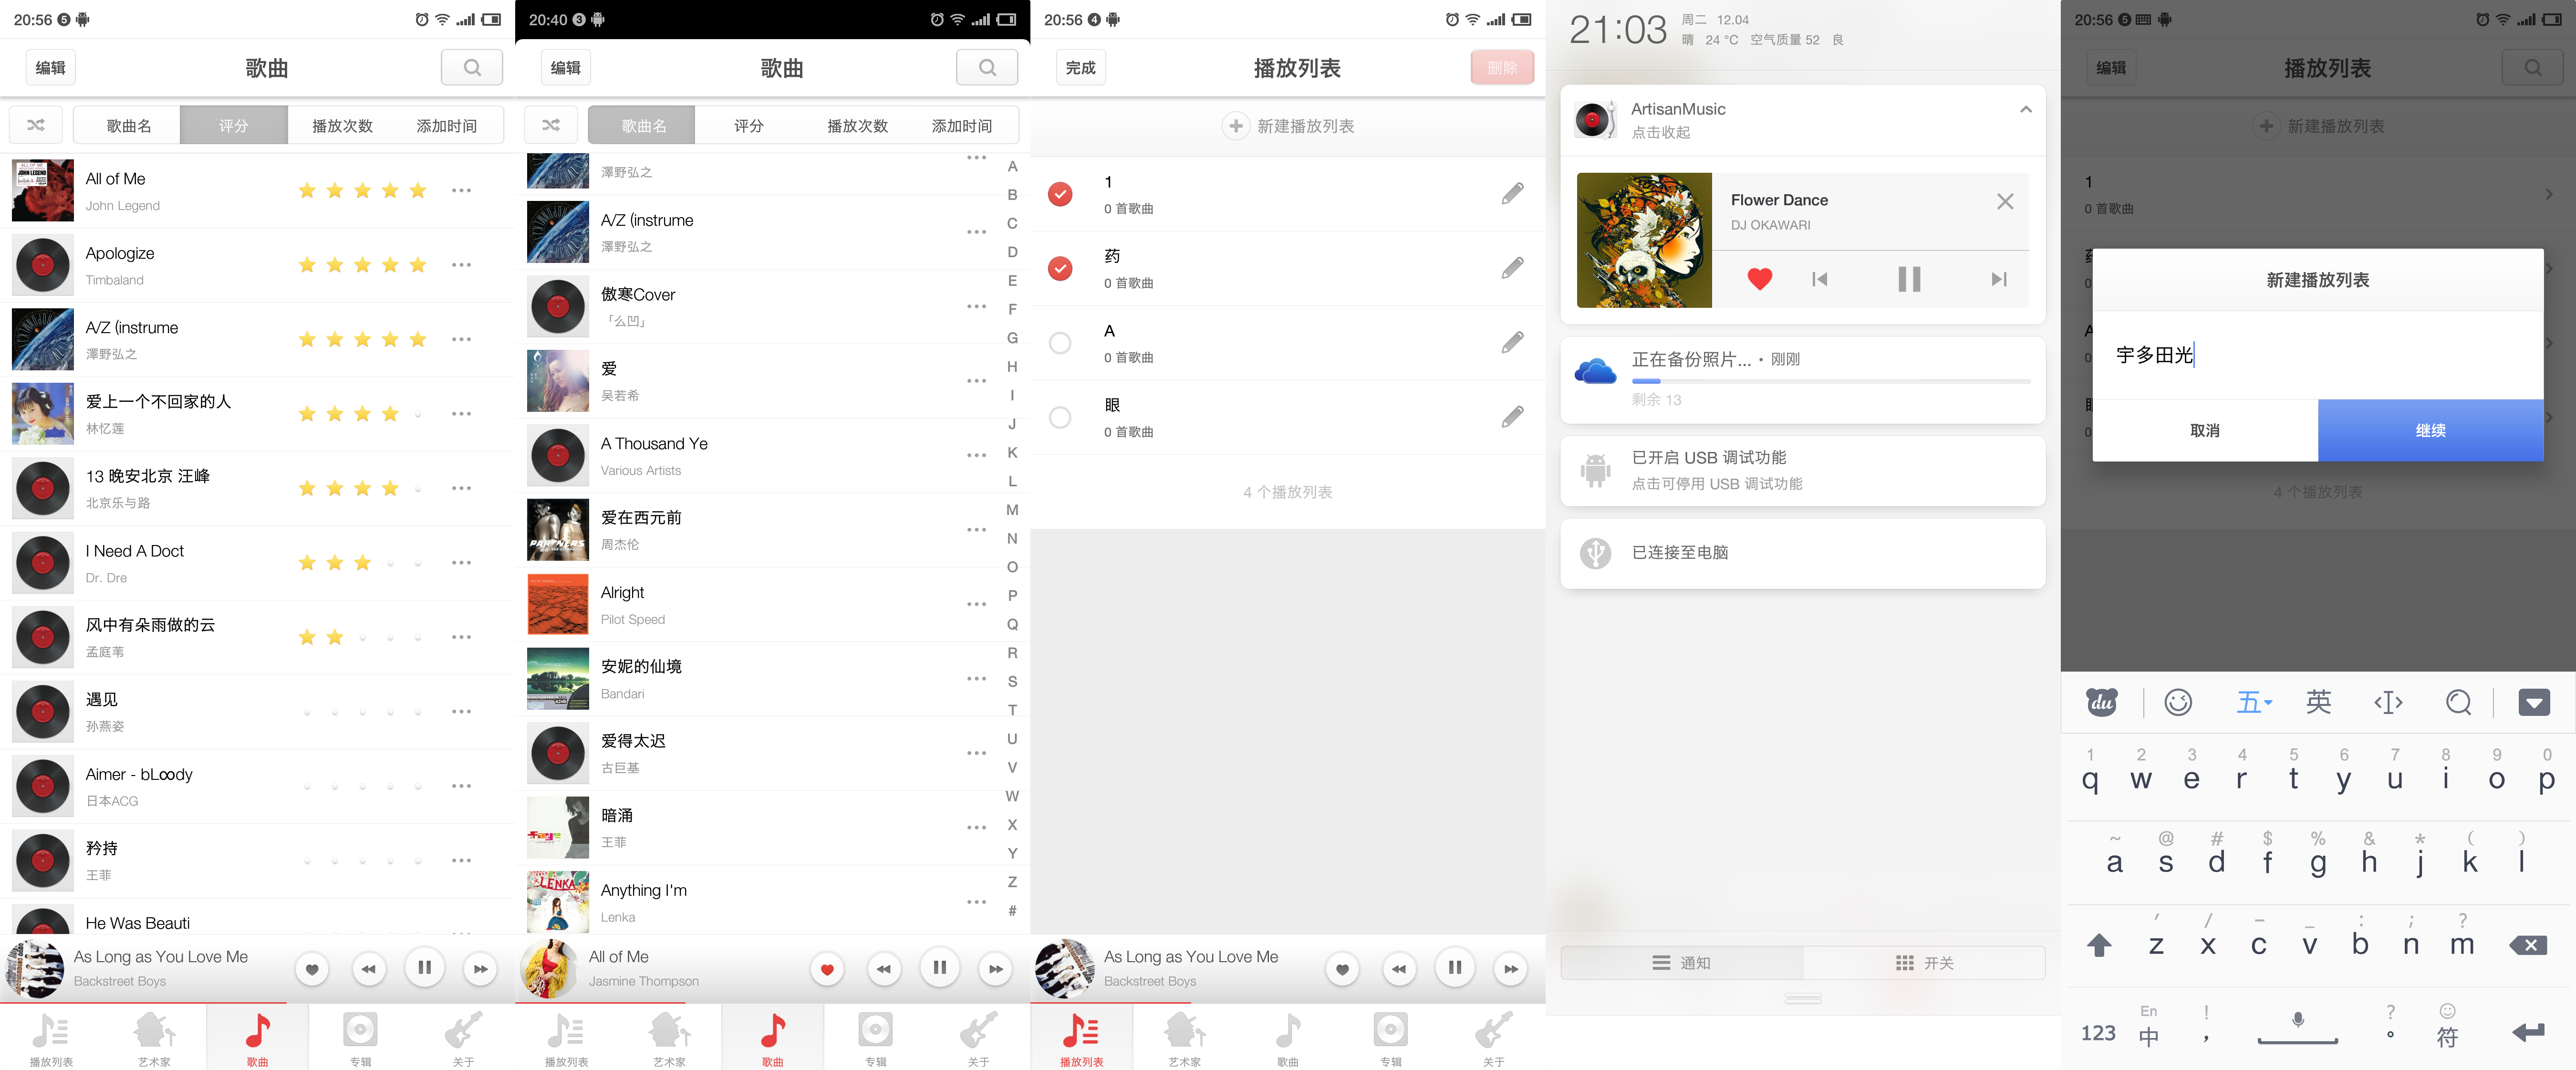 20:56 5
编辑
歌曲
歌曲名 评分 播放次数 添加时间
All of Me
John Legend
Apologize
Timbaland
A/Z (instrume
澤野弘之
爱上一个不回家的人
林忆莲
13 晚安北京 汪峰
北京乐与路
I Need A Doct
Dr. Dre
风中有朵雨做的云
孟庭苇
遇见
孙燕姿
Aimer - bL∞dy
日本ACG
矜持
王菲
He Was Beauti
As Long as You Love Me
Backstreet Boys
播放列表 艺术家 歌曲 专辑 关于
20:40 3
编辑
歌曲
歌曲名 评分 播放次数 添加时间
澤野弘之
A/Z (instrume
澤野弘之
傲寒Cover
「么凹」
爱
吴若希
A Thousand Ye
Various Artists
爱在西元前
周杰伦
Alright
Pilot Speed
安妮的仙境
Bandari
爱得太迟
古巨基
暗涌
王菲
Anything I'm
Lenka
A
B
C
D
E
F
G
H
I
J
K
L
M
N
O
P
Q
R
S
T
U
V
W
X
Y
Z
#
All of Me
Jasmine Thompson
播放列表 艺术家 歌曲 专辑 关于
20:56 4
完成
播放列表
删除
新建播放列表
1
0 首歌曲
药
0 首歌曲
A
0 首歌曲
眼
0 首歌曲
4 个播放列表
As Long as You Love Me
Backstreet Boys
播放列表 艺术家 歌曲 专辑 关于
21:03
周二 12.04
晴 24 °C 空气质量 52 良
ArtisanMusic
点击收起
Flower Dance
DJ OKAWARI
正在备份照片... • 刚刚
剩余 13
已开启 USB 调试功能
点击可停用 USB 调试功能
已连接至电脑
通知 开关
20:56 5
编辑
播放列表
新建播放列表
1
0 首歌曲
新建播放列表
宇多田光
取消 继续
4 个播放列表
du 五 英
1 2 3 4 5 6 7 8 9 0
q w e r t y u i o p
~ @ # $ % & * ( )
a s d f g h j k l
' / – _ : ; ?
z x c v b n m
En ! ?
123 中 , 。 符